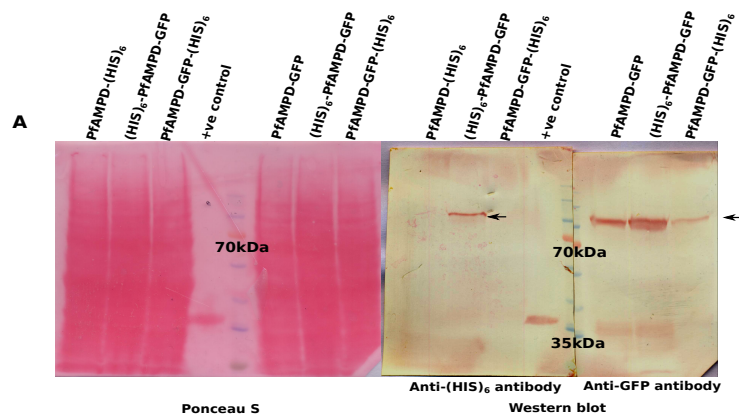 A
PfAMPD-(HIS)₆
(HIS)₆-PfAMPD-GFP
PfAMPD-GFP-(HIS)₆
+ve control
PfAMPD-GFP
(HIS)₆-PfAMPD-GFP
PfAMPD-GFP-(HIS)₆
PfAMPD-(HIS)₆
(HIS)₆-PfAMPD-GFP
PfAMPD-GFP-(HIS)₆
+ve control
PfAMPD-GFP
(HIS)₆-PfAMPD-GFP
PfAMPD-GFP-(HIS)₆
70kDa
70kDa
35kDa
Anti-(HIS)₆ antibody
Anti-GFP antibody
Ponceau S
Western blot